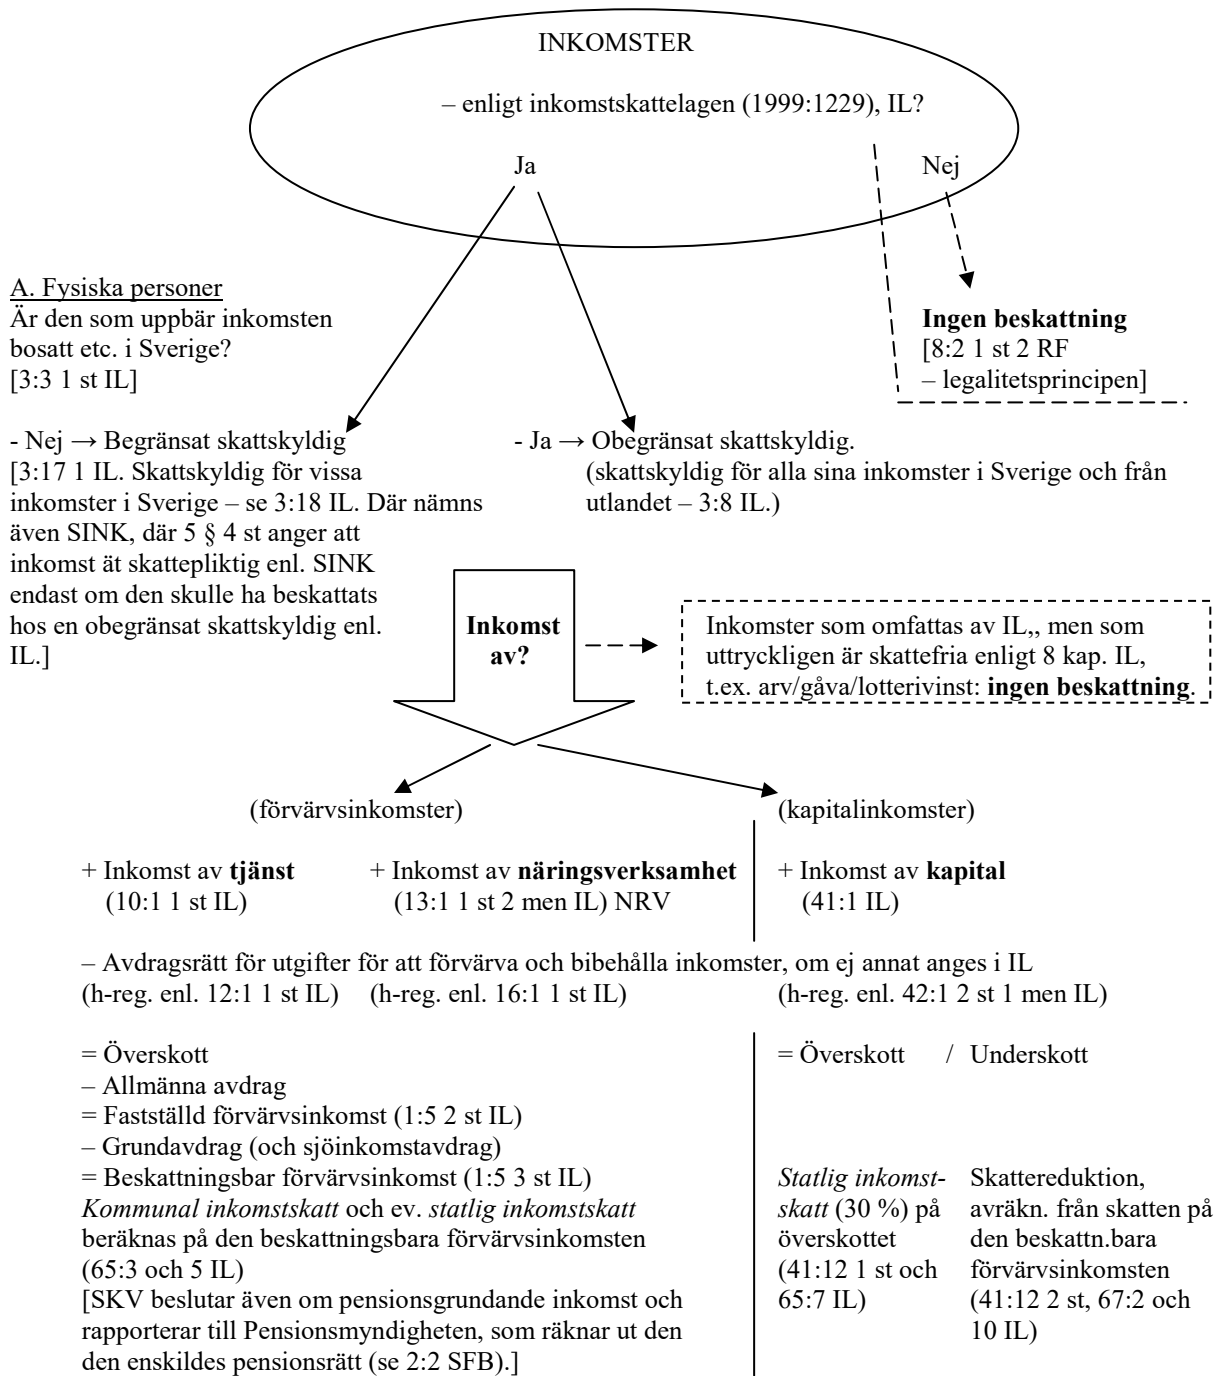 INKOMSTER
– enligt inkomstskattelagen (1999:1229), IL?
Ja
Nej
A. Fysiska personer
Är den som uppbär inkomsten
bosatt etc. i Sverige?
[3:3 1 st IL]
Ingen beskattning
[8:2 1 st 2 RF
– legalitetsprincipen]
- Nej → Begränsat skattskyldig
[3:17 1 IL. Skattskyldig för vissa
inkomster i Sverige – se 3:18 IL. Där nämns
även SINK, där 5 § 4 st anger att
inkomst ät skattepliktig enl. SINK
endast om den skulle ha beskattats
hos en obegränsat skattskyldig enl.
IL.]
- Ja → Obegränsat skattskyldig.
(skattskyldig för alla sina inkomster i Sverige och från
utlandet – 3:8 IL.)
Inkomst
av?
Inkomster som omfattas av IL,, men som
uttryckligen är skattefria enligt 8 kap. IL,
t.ex. arv/gåva/lotterivinst: ingen beskattning.
(förvärvsinkomster)
(kapitalinkomster)
+ Inkomst av tjänst
(10:1 1 st IL)
+ Inkomst av näringsverksamhet
(13:1 1 st 2 men IL) NRV
+ Inkomst av kapital
(41:1 IL)
– Avdragsrätt för utgifter för att förvärva och bibehålla inkomster, om ej annat anges i IL
(h-reg. enl. 12:1 1 st IL) (h-reg. enl. 16:1 1 st IL) (h-reg. enl. 42:1 2 st 1 men IL)
= Överskott
– Allmänna avdrag
= Fastställd förvärvsinkomst (1:5 2 st IL)
– Grundavdrag (och sjöinkomstavdrag)
= Beskattningsbar förvärvsinkomst (1:5 3 st IL)
Kommunal inkomstskatt och ev. statlig inkomstskatt
beräknas på den beskattningsbara förvärvsinkomsten
(65:3 och 5 IL)
[SKV beslutar även om pensionsgrundande inkomst och
rapporterar till Pensionsmyndigheten, som räknar ut den
den enskildes pensionsrätt (se 2:2 SFB).]
= Överskott / Underskott
Statlig inkomst-
skatt (30 %) på
överskottet
(41:12 1 st och
65:7 IL)
Skattereduktion,
avräkn. från skatten på
den beskattn.bara
förvärvsinkomsten
(41:12 2 st, 67:2 och
10 IL)